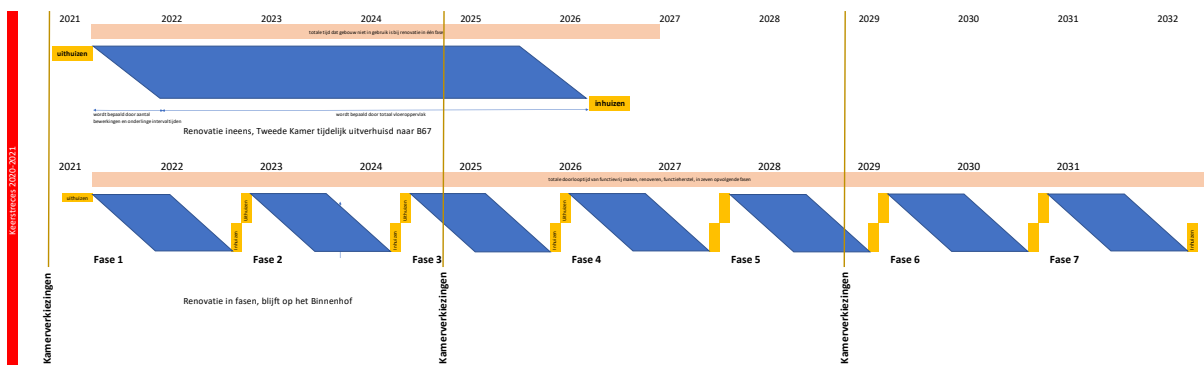 Keerstreces 2020-2021
2021 2022 2023 2024 2025 2026 2027 2028 2029 2030 2031 2032
totale tijd dat gebouw niet in gebruik is bij renovatie in één fase
uithuizen
inhuizen
wordt bepaald door aantal
bewerkingen en onderlinge intervaltijden
wordt bepaald door totaal vloeroppervlak
Renovatie ineens, Tweede Kamer tijdelijk uitverhuisd naar B67
2021 2022 2023 2024 2025 2026 2027 2028 2029 2030 2031
totale doorlooptijd van functievrij maken, renoveren, functieherstel, in zeven opvolgende fasen
uithuizen
Uithuizen
Uithuizen
Uithuizen
Inhuizen
Inhuizen
Inhuizen
Inhuizen
Fase 1 Fase 2 Fase 3 Fase 4 Fase 5 Fase 6 Fase 7
Renovatie in fasen, blijft op het Binnenhof
Kamerverkiezingen
Kamerverkiezingen
Kamerverkiezingen